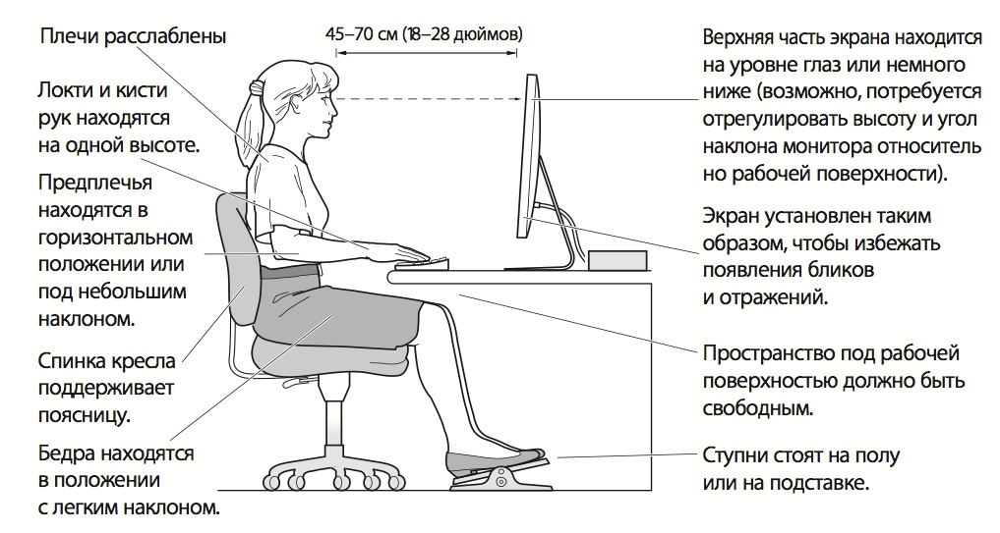 Плечи расслаблены
Локти и кисти
рук находятся
на одной высоте.
Предплечья
находятся в
горизонтальном
положении или
под небольшим
наклоном.
Спинка кресла
поддерживает
поясницу.
Бедра находятся
в положении
с легким наклоном.
45–70 см (18–28 дюймов)
Верхняя часть экрана находится
на уровне глаз или немного
ниже (возможно, потребуется
отрегулировать высоту и угол
наклона монитора относитель
но рабочей поверхности).
Экран установлен таким
образом, чтобы избежать
появления бликов
и отражений.
Пространство под рабочей
поверхностью должно быть
свободным.
Ступни стоят на полу
или на подставке.